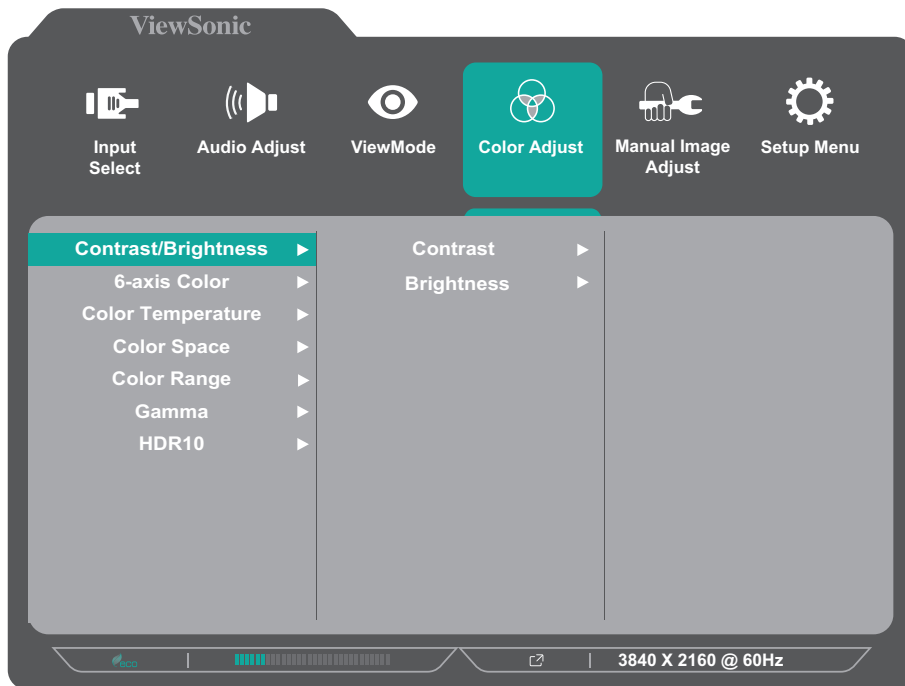 ViewSonic
Input
Select
Audio Adjust
ViewMode
Color Adjust
Manual Image
Adjust
Setup Menu
Contrast/Brightness
6-axis Color
Color Temperature
Color Space
Color Range
Gamma
HDR10
Contrast
Brightness
eco
3840 X 2160 @ 60Hz